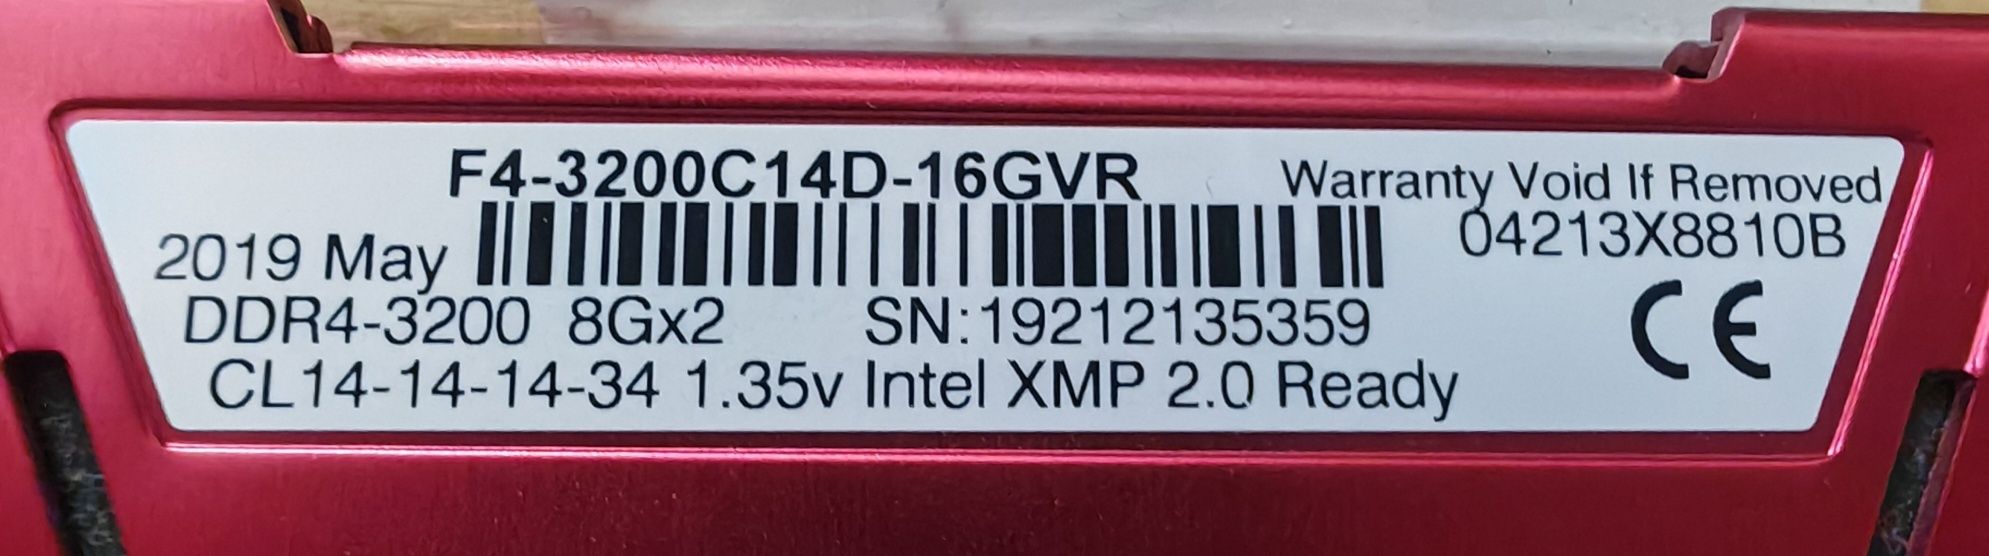 F4-3200C14D-16GVR
Warranty Void If Removed
04213X8810B
2019 May
DDR4-3200 8Gx2 SN:19212135359
CL14-14-14-34 1.35v Intel XMP 2.0 Ready
CE